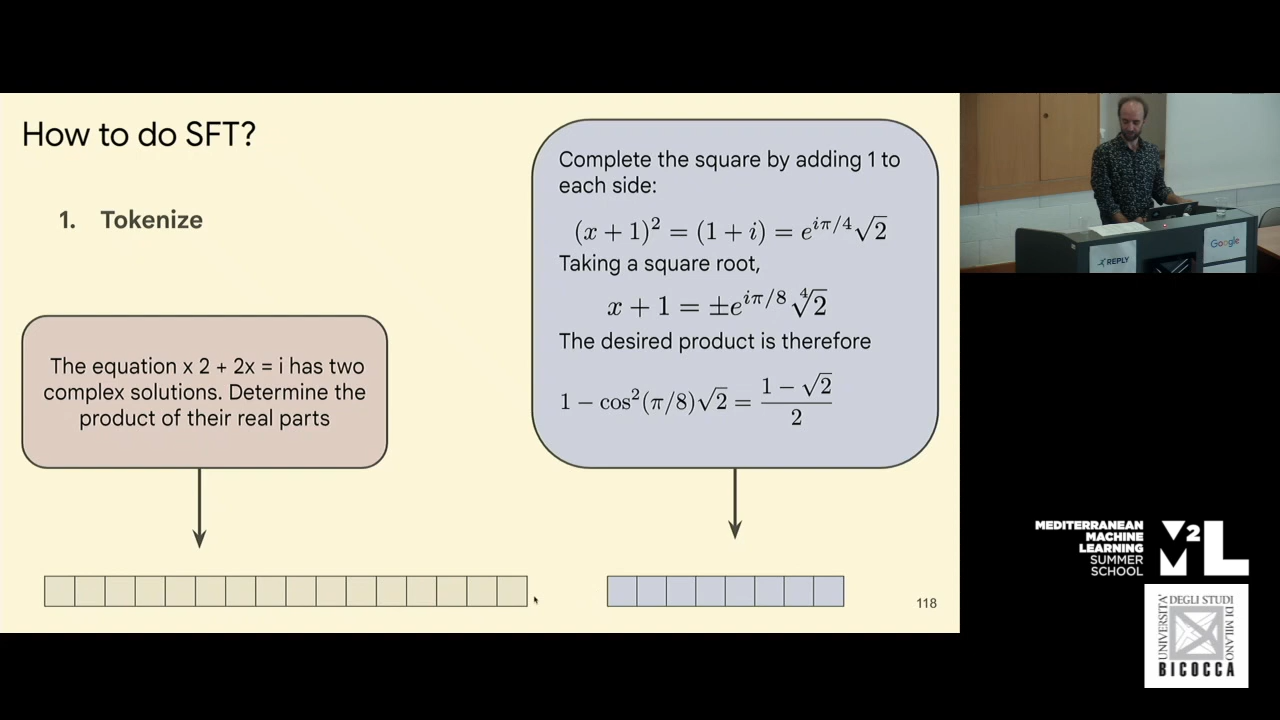 How to do SFT?
1. Tokenize
The equation x 2 + 2x = i has two
complex solutions. Determine the
product of their real parts
Complete the square by adding 1 to
each side:
(x + 1)² = (1 + i) = e^{iπ/4}√2
Taking a square root,
x + 1 = ±e^{iπ/8} ∜2
The desired product is therefore
1 − cos²(π/8)√2 = (1 − √2)/2
118
REPLY
Google
MEDITERRANEAN
MACHINE
LEARNING
SUMMER
SCHOOL
M2L
UNIVERSITA'
DEGLI STUDI
DI MILANO
BICOCCA